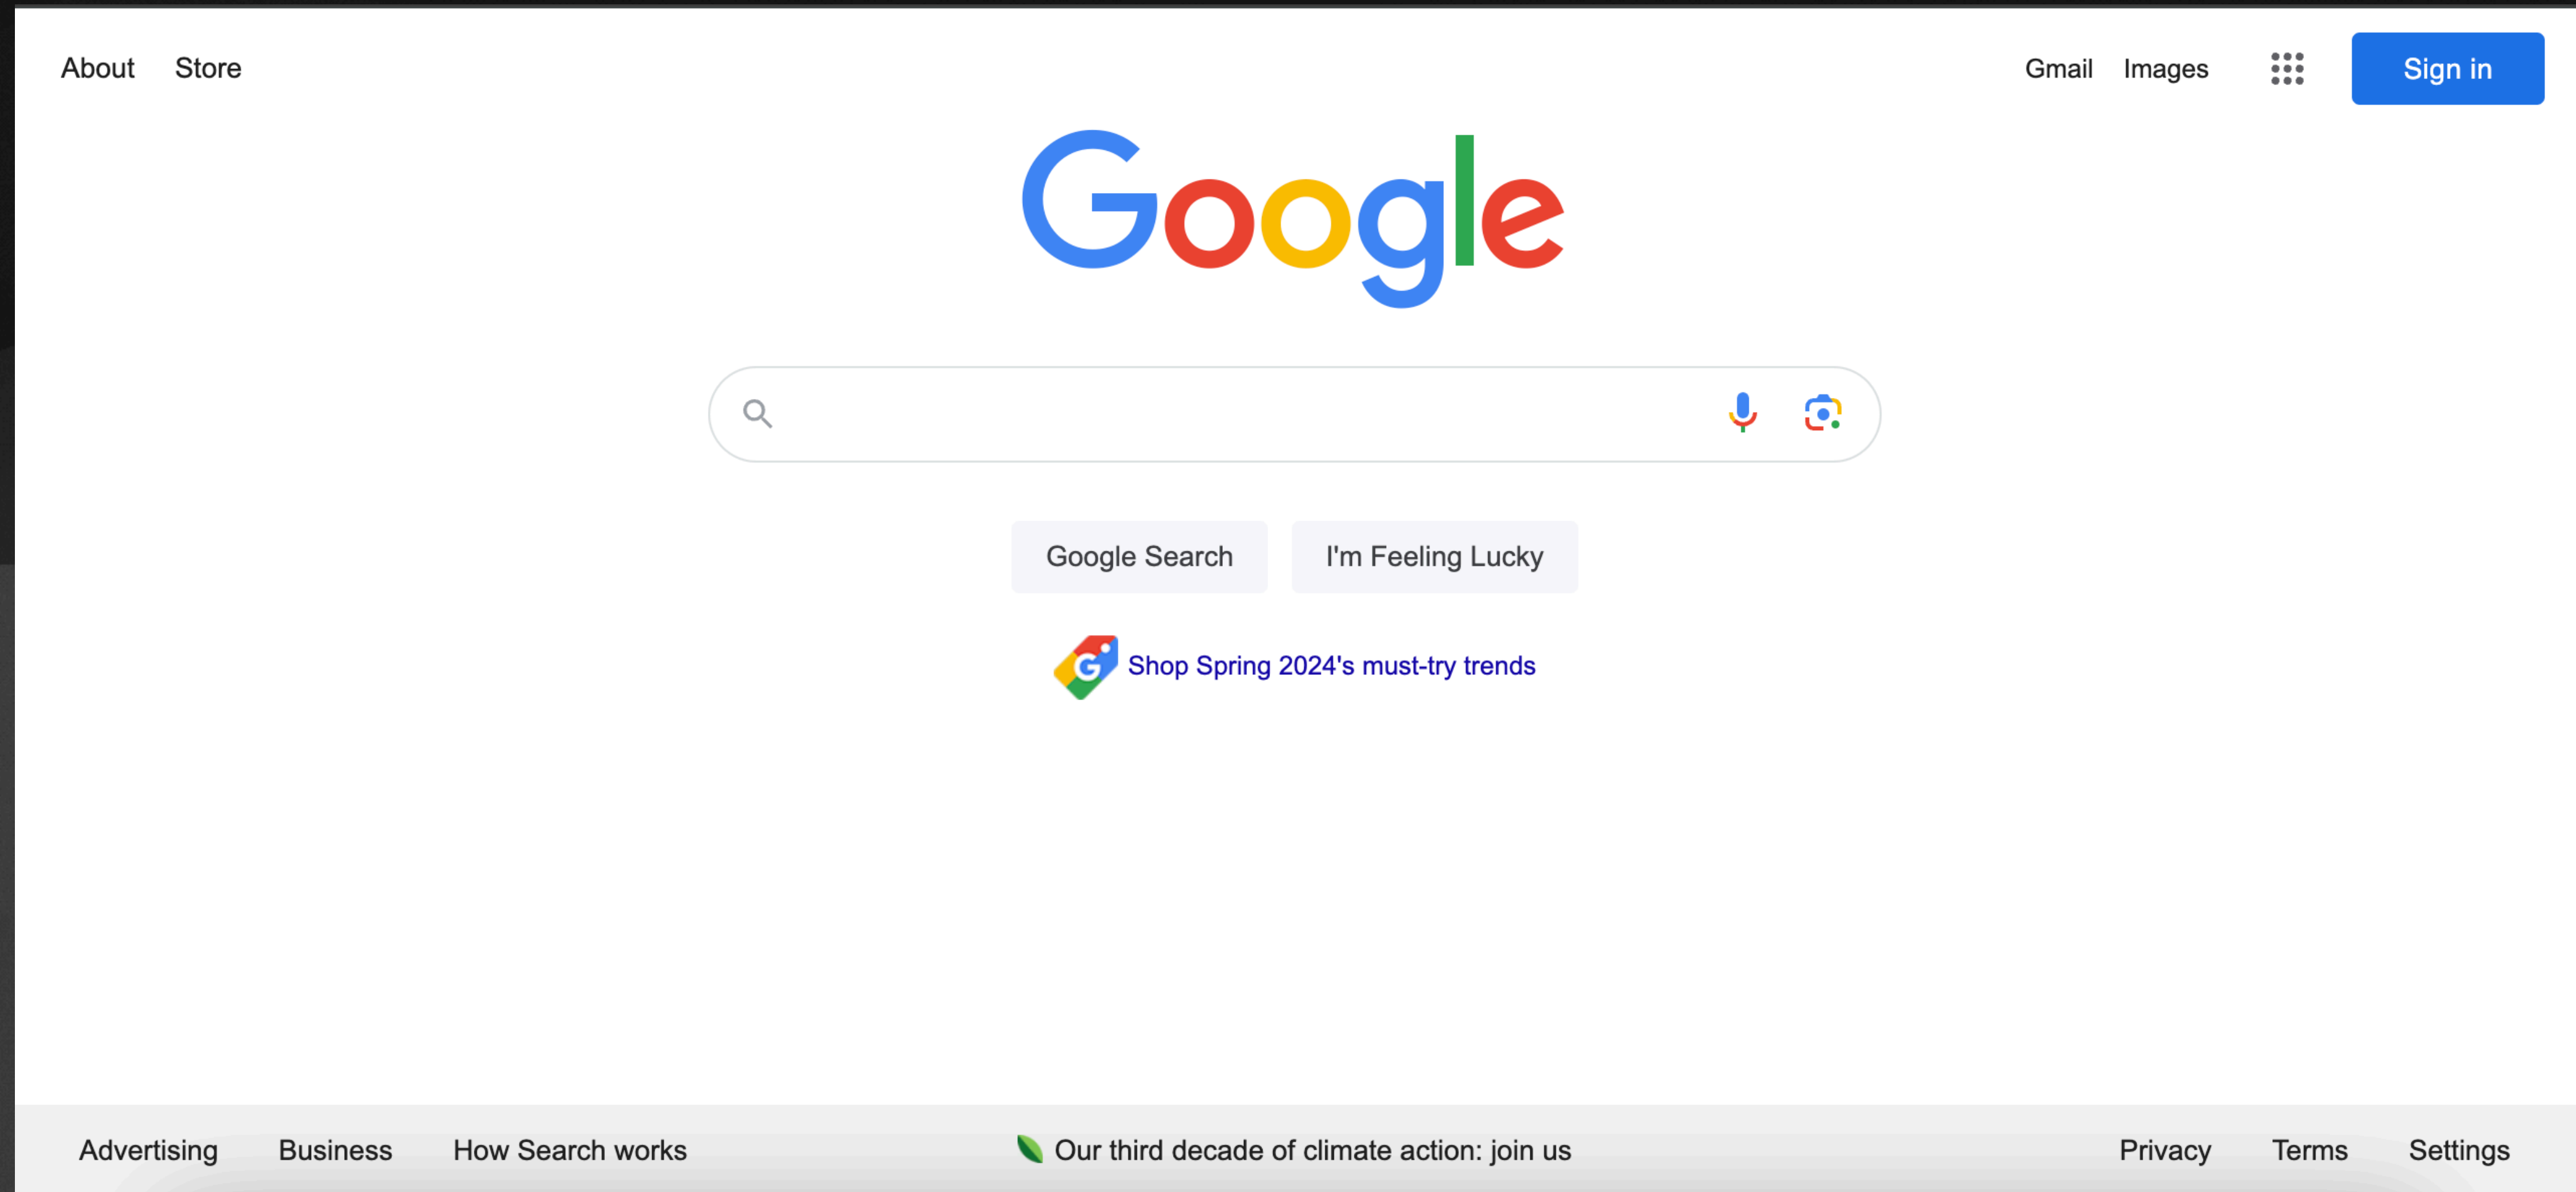 About Store Gmail Images Sign in
Google
Google Search I'm Feeling Lucky
G Shop Spring 2024's must-try trends
Advertising Business How Search works Our third decade of climate action: join us Privacy Terms Settings